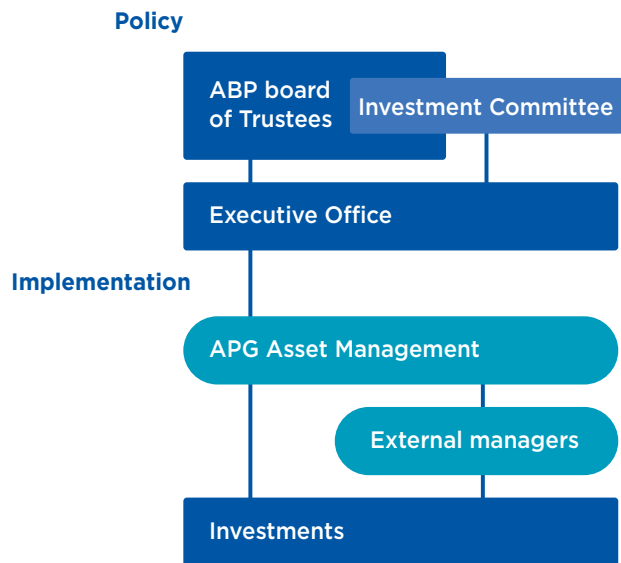 Policy
ABP board
of Trustees
Investment Committee
Executive Office
Implementation
APG Asset Management
External managers
Investments